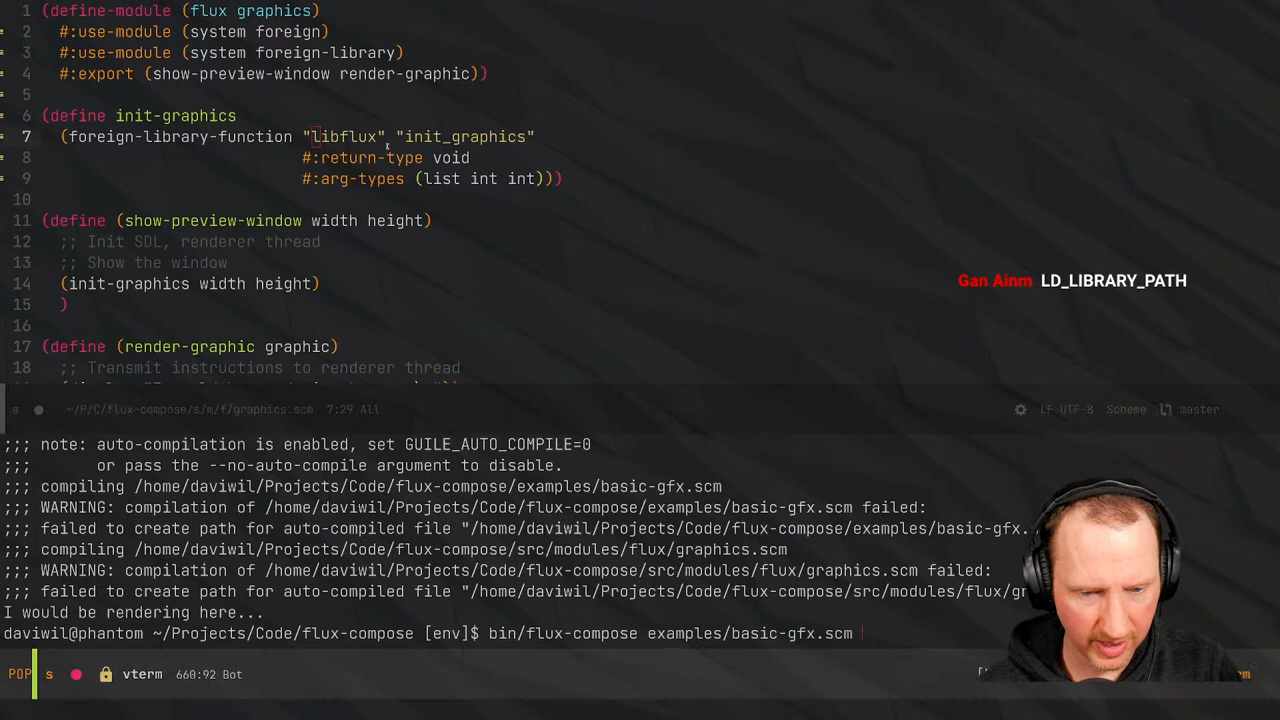 1 (define-module (flux graphics)
2 #:use-module (system foreign)
3 #:use-module (system foreign-library)
4 #:export (show-preview-window render-graphic))
5
6 (define init-graphics
7 (foreign-library-function "libflux" "init_graphics"
8 #:return-type void
9 #:arg-types (list int int)))
10
11 (define (show-preview-window width height)
12 ;; Init SDL, renderer thread
13 ;; Show the window
14 (init-graphics width height)
15 )
16
17 (define (render-graphic graphic)
18 ;; Transmit instructions to renderer thread
Gan Ainm LD_LIBRARY_PATH
a ~/P/C/flux-compose/s/m/f/graphics.scm 7:29 All LF UTF-8 Scheme master
;;; note: auto-compilation is enabled, set GUILE_AUTO_COMPILE=0
;;; or pass the --no-auto-compile argument to disable.
;;; compiling /home/daviwil/Projects/Code/flux-compose/examples/basic-gfx.scm
;;; WARNING: compilation of /home/daviwil/Projects/Code/flux-compose/examples/basic-gfx.scm failed:
;;; failed to create path for auto-compiled file "/home/daviwil/Projects/Code/flux-compose/examples/basic-gfx.
;;; compiling /home/daviwil/Projects/Code/flux-compose/src/modules/flux/graphics.scm
;;; WARNING: compilation of /home/daviwil/Projects/Code/flux-compose/src/modules/flux/graphics.scm failed:
;;; failed to create path for auto-compiled file "/home/daviwil/Projects/Code/flux-compose/src/modules/flux/gr
I would be rendering here...
daviwil@phantom ~/Projects/Code/flux-compose [env]$ bin/flux-compose examples/basic-gfx.scm
POP s vterm 660:92 Bot